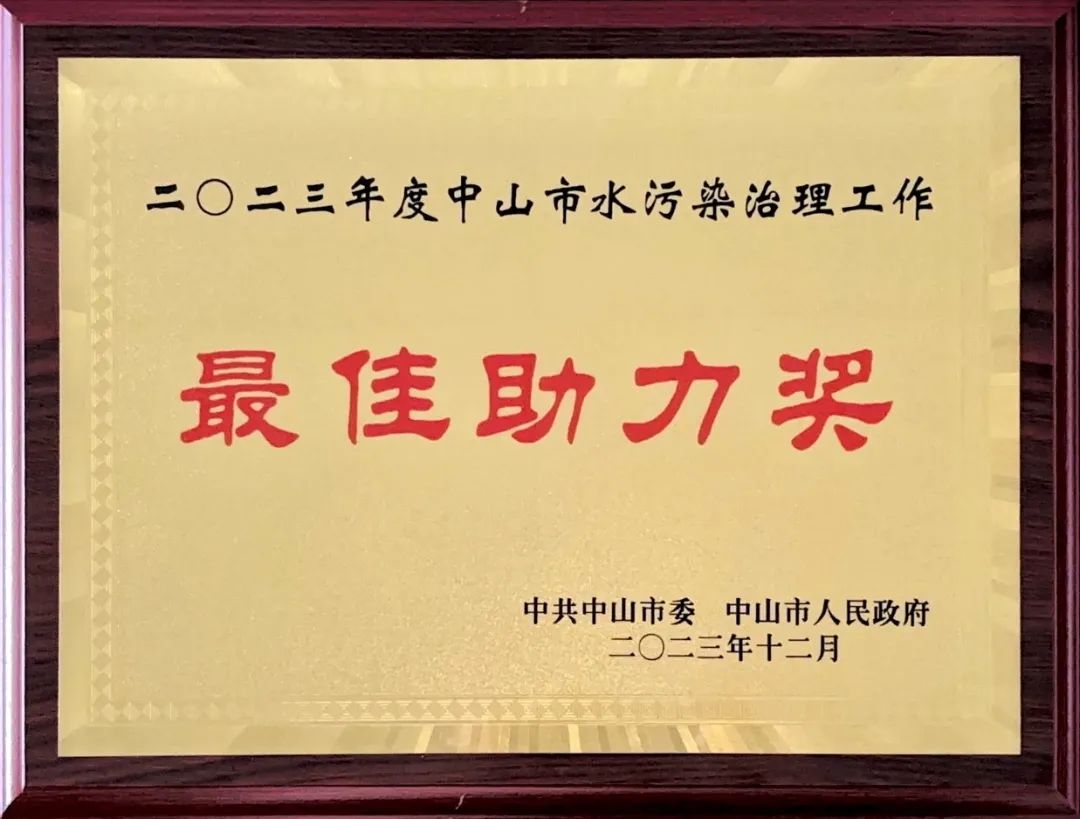 二〇二三年度中山市水污染治理工作
最佳助力奖
中共中山市委 中山市人民政府
二〇二三年十二月